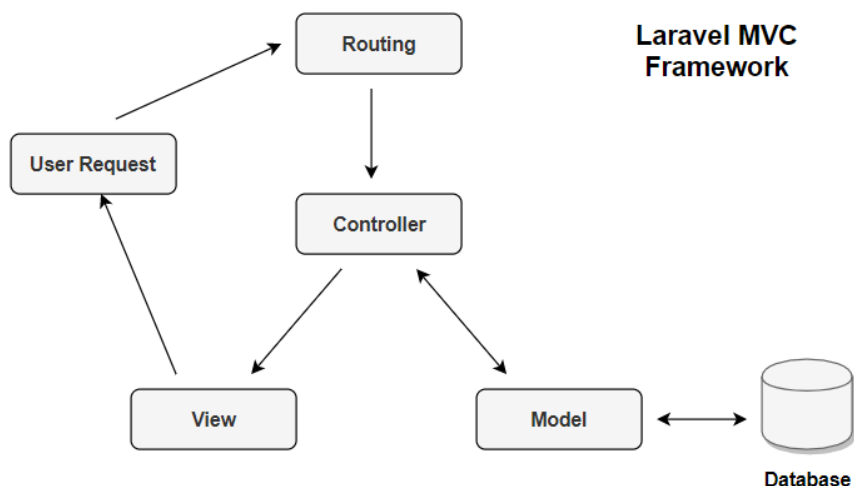 Routing
Laravel MVC
Framework
User Request
Controller
View
Model
Database